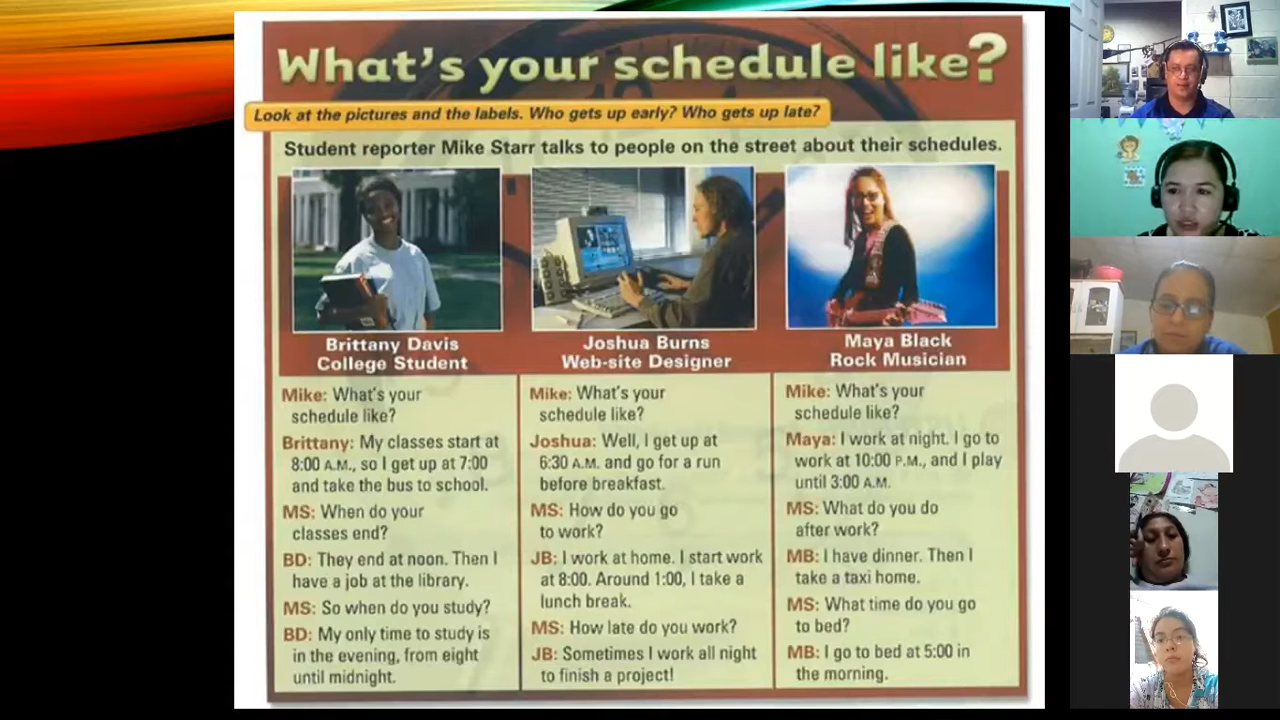 What's your schedule like?
Look at the pictures and the labels. Who gets up early? Who gets up late?
Student reporter Mike Starr talks to people on the street about their schedules.
Brittany Davis
College Student
Mike: What's your
schedule like?
Brittany: My classes start at
8:00 A.M., so I get up at 7:00
and take the bus to school.
MS: When do your
classes end?
BD: They end at noon. Then I
have a job at the library.
MS: So when do you study?
BD: My only time to study is
in the evening, from eight
until midnight.
Joshua Burns
Web-site Designer
Mike: What's your
schedule like?
Joshua: Well, I get up at
6:30 A.M. and go for a run
before breakfast.
MS: How do you go
to work?
JB: I work at home. I start work
at 8:00. Around 1:00, I take a
lunch break.
MS: How late do you work?
JB: Sometimes I work all night
to finish a project!
Maya Black
Rock Musician
Mike: What's your
schedule like?
Maya: I work at night. I go to
work at 10:00 P.M., and I play
until 3:00 A.M.
MS: What do you do
after work?
MB: I have dinner. Then I
take a taxi home.
MS: What time do you go
to bed?
MB: I go to bed at 5:00 in
the morning.